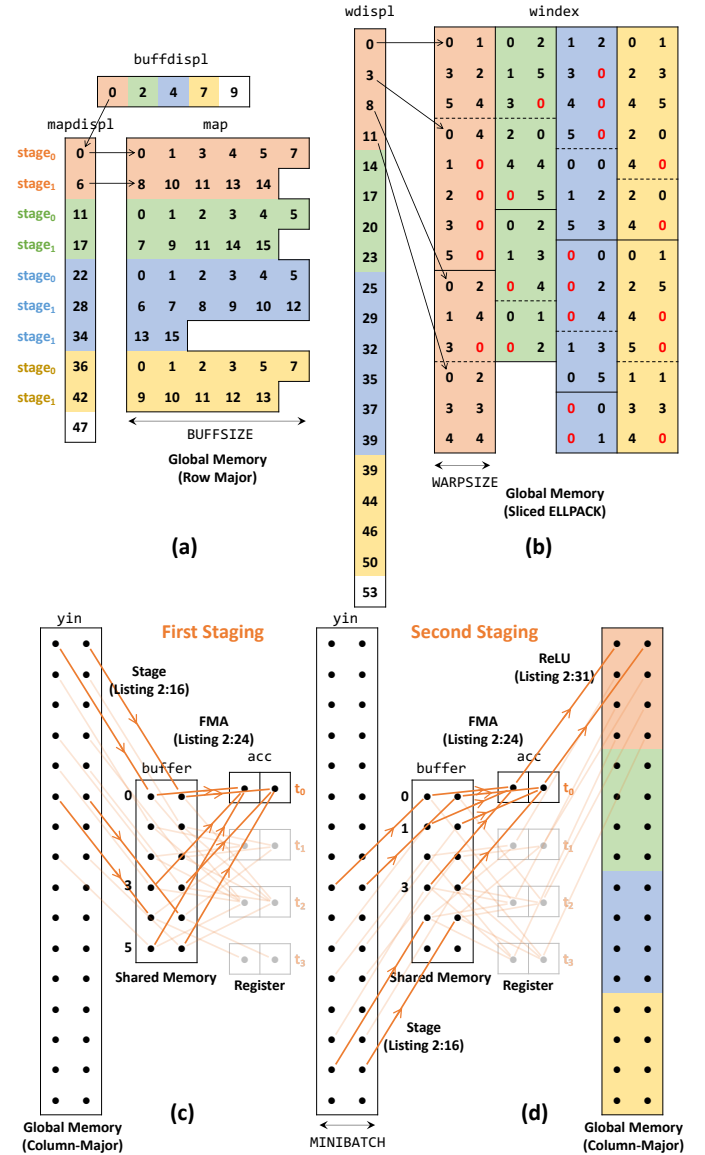 buffdispl
0 2 4 7 9
mapdispl map
stage0 0 0 1 3 4 5 7
stage1 6 8 10 11 13 14
stage0 11 0 1 2 3 4 5
stage1 17 7 9 11 14 15
stage0 22 0 1 2 3 4 5
stage1 28 6 7 8 9 10 12
stage1 34 13 15
stage0 36 0 1 2 3 5 7
stage1 42 9 10 11 12 13
47
BUFFSIZE
Global Memory
(Row Major)
(a)
wdispl
0
3
8
11
14
17
20
23
25
29
32
35
37
39
39
44
46
50
53
windex
0 1 0 2 1 2 0 1
3 2 1 5 3 0 2 3
5 4 3 0 4 0 4 5
0 4 2 0 5 0 2 0
1 0 4 4 0 0 4 0
2 0 0 5 1 2 2 0
3 0 0 2 5 3 4 0
5 0 1 3 0 0 0 1
0 2 0 4 0 2 2 5
1 4 0 1 0 4 4 0
3 0 0 2 1 3 5 0
0 2 0 5 1 1
3 3 0 0 3 3
4 4 0 1 4 0
WARPSIZE
Global Memory
(Sliced ELLPACK)
(b)
yin
First Staging
Stage
(Listing 2:16)
FMA
(Listing 2:24)
buffer
acc
0
3
5
t0
t1
t2
t3
Shared Memory
Register
(c)
Global Memory
(Column-Major)
yin
Second Staging
ReLU
(Listing 2:31)
FMA
(Listing 2:24)
acc
buffer
0
1
3
t0
t1
t2
t3
Shared Memory
Register
Stage
(Listing 2:16)
MINIBATCH
(d)
Global Memory
(Column-Major)